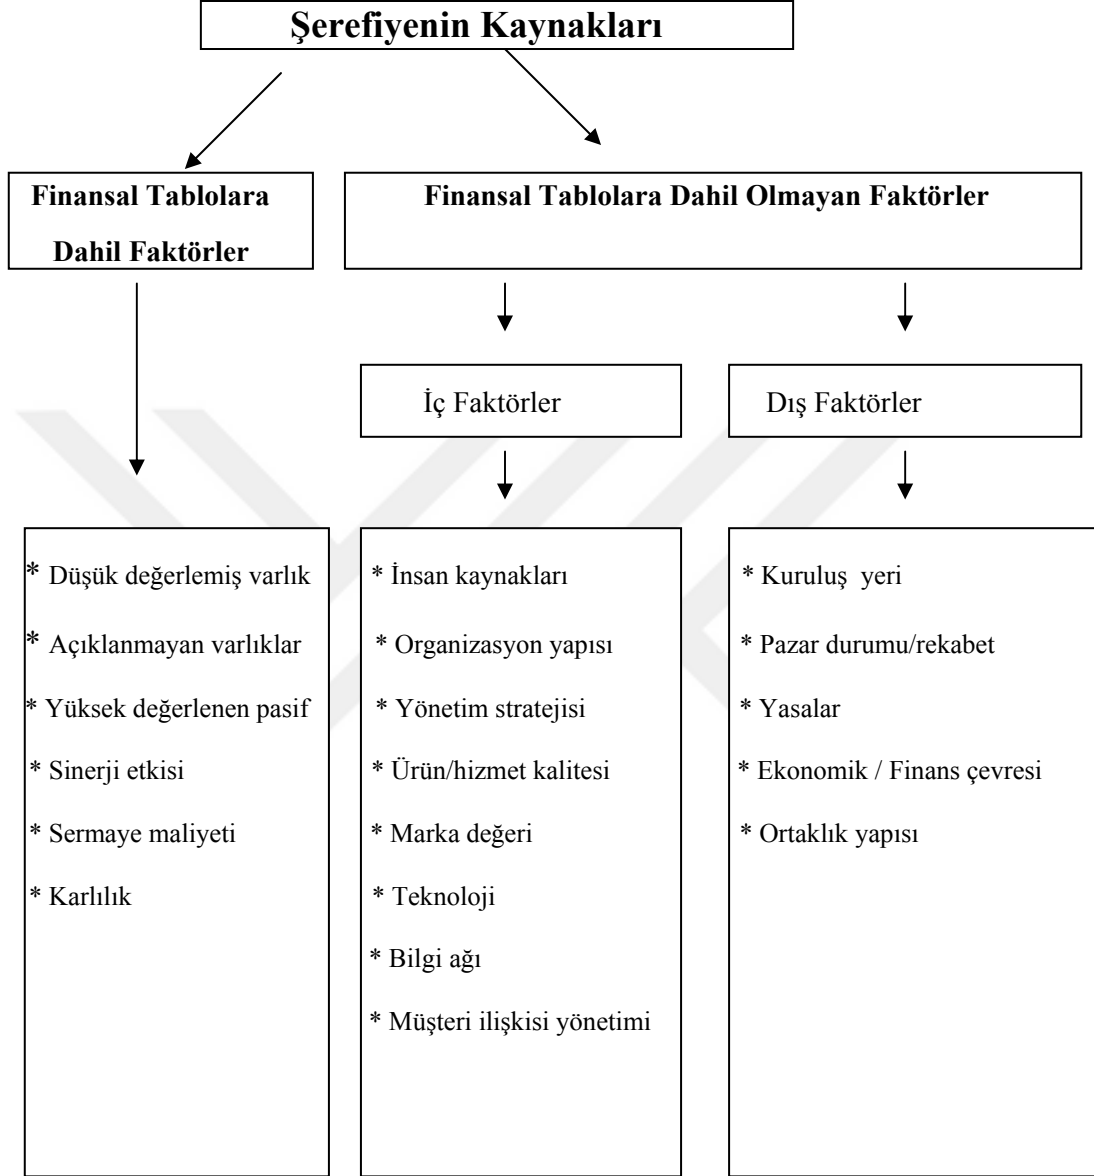 Şerefiyenin Kaynakları
Finansal Tablolara
Dahil Faktörler
Finansal Tablolara Dahil Olmayan Faktörler
İç Faktörler
Dış Faktörler
* Düşük değerlemiş varlık
* Açıklanmayan varlıklar
* Yüksek değerlenen pasif
* Sinerji etkisi
* Sermaye maliyeti
* Karlılık
* İnsan kaynakları
* Organizasyon yapısı
* Yönetim stratejisi
* Ürün/hizmet kalitesi
* Marka değeri
* Teknoloji
* Bilgi ağı
* Müşteri ilişkisi yönetimi
* Kuruluş  yeri
* Pazar durumu/rekabet
* Yasalar
* Ekonomik / Finans çevresi
* Ortaklık yapısı